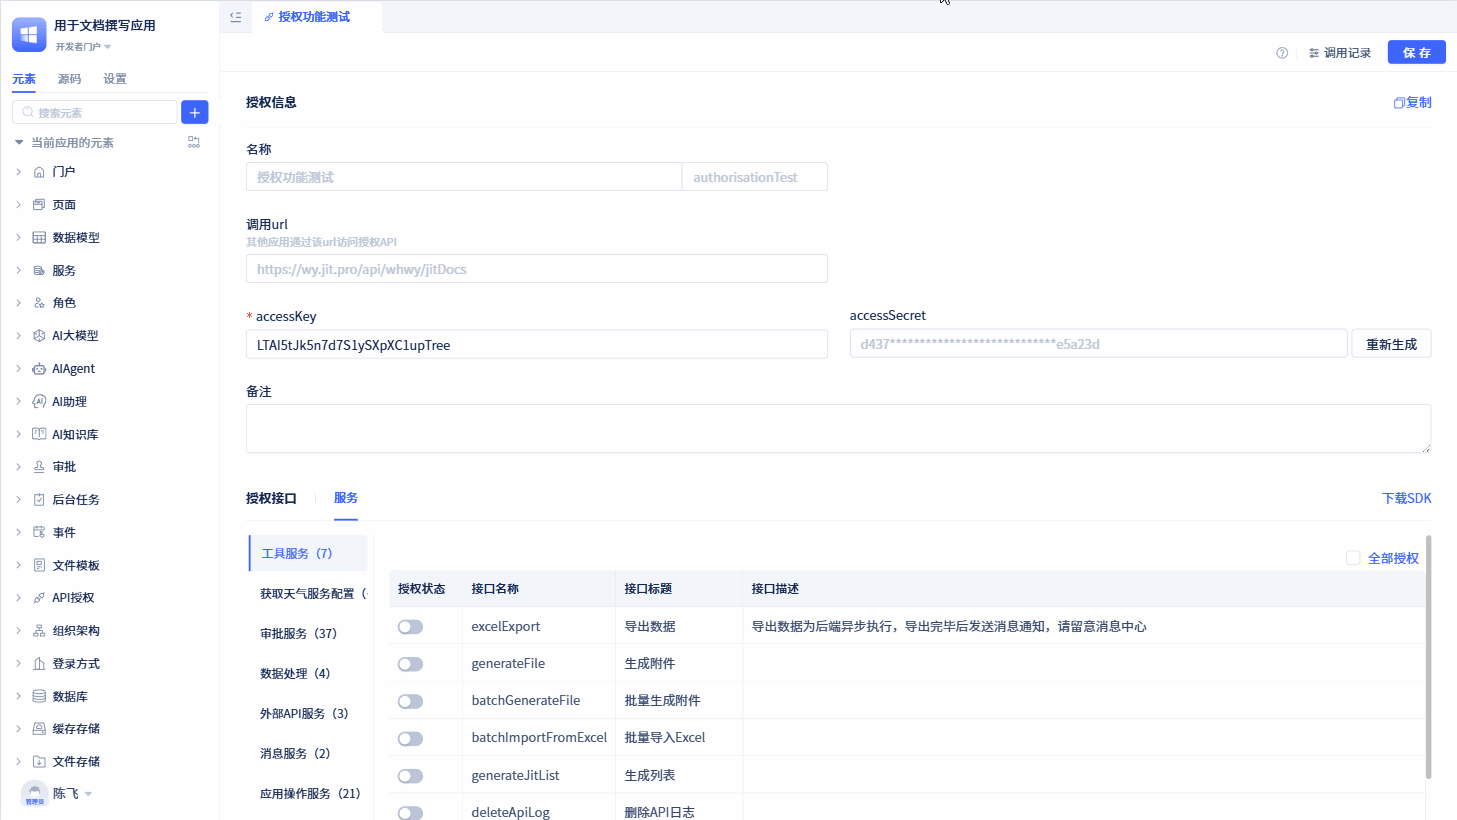 用于文档撰写应用
开发者门户
元素 源码 设置
搜索元素
当前应用的元素
门户
页面
数据模型
服务
角色
AI大模型
AIAgent
AI助理
AI知识库
审批
后台任务
事件
文件模板
API授权
组织架构
登录方式
数据库
缓存存储
文件存储
管理员 陈飞
授权功能测试
调用记录 保存
授权信息 复制
名称
授权功能测试 authorisationTest
调用url
其他应用通过该url访问授权API
https://wy.jit.pro/api/whwy/jitDocs
* accessKey accessSecret
LTAI5tJk5n7d7S1ySXpXC1upTree d437****************************e5a23d 重新生成
备注
授权接口 服务 下载SDK
工具服务（7）
获取天气服务配置（
审批服务（37）
数据处理（4）
外部API服务（3）
消息服务（2）
应用操作服务（21）
全部授权
授权状态 接口名称 接口标题 接口描述
excelExport 导出数据 导出数据为后端异步执行，导出完毕后发送消息通知，请留意消息中心
generateFile 生成附件
batchGenerateFile 批量生成附件
batchImportFromExcel 批量导入Excel
generateJitList 生成列表
deleteApiLog 删除API日志